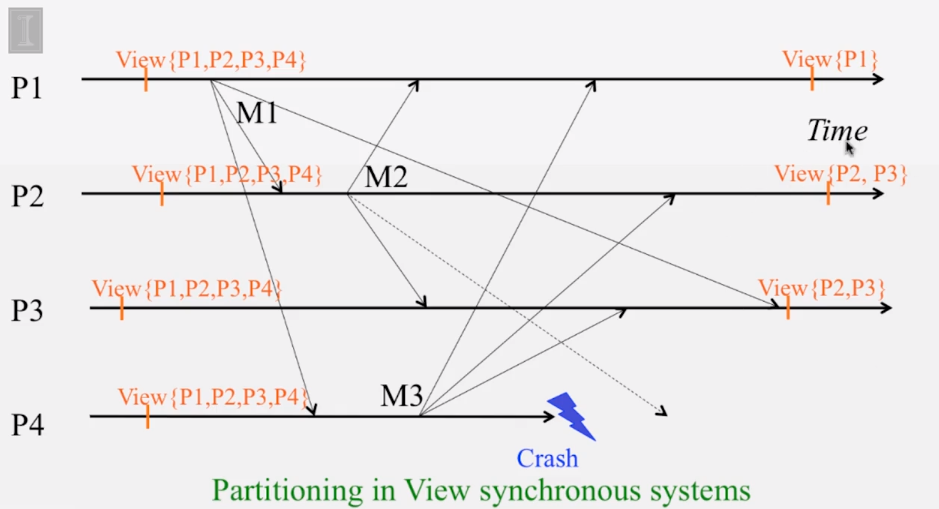 View{P1,P2,P3,P4}
View{P1}
P1
M1
Time
View{P1,P2,P3,P4}
M2
View{P2, P3}
P2
View{P1,P2,P3,P4}
View{P2,P3}
P3
View{P1,P2,P3,P4}
M3
P4
Crash
Partitioning in View synchronous systems